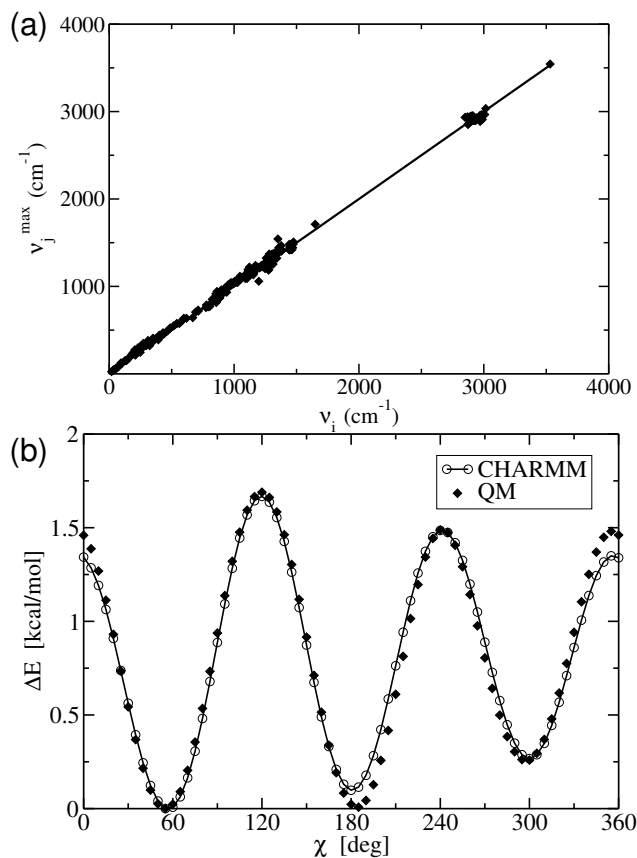 (a)
4000
3000
2000
1000
ν_j^max (cm⁻¹)
0 1000 2000 3000 4000
ν_i (cm⁻¹)
(b)
2
1.5
1
0.5
0
ΔE [kcal/mol]
CHARMM
QM
0 60 120 180 240 300 360
χ [deg]